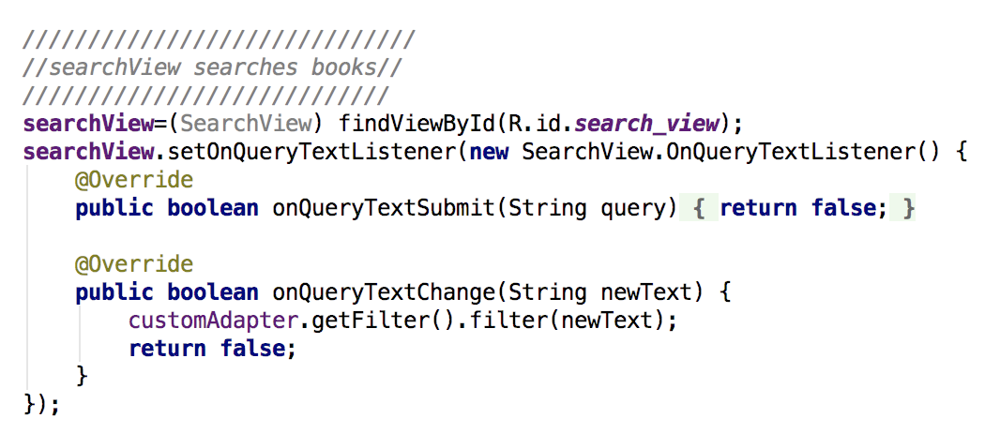 //////////////////////////////
//searchView searches books//
////////////////////////////
searchView=(SearchView) findViewById(R.id.search_view);
searchView.setOnQueryTextListener(new SearchView.OnQueryTextListener() {
    @Override
    public boolean onQueryTextSubmit(String query) { return false; }

    @Override
    public boolean onQueryTextChange(String newText) {
        customAdapter.getFilter().filter(newText);
        return false;
    }
});